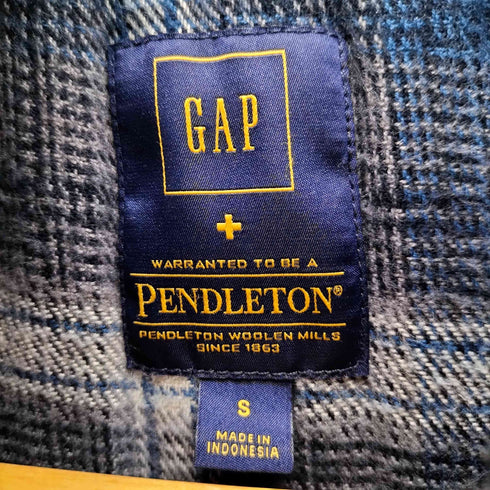 GAP
+
WARRANTED TO BE A
PENDLETON®
PENDLETON WOOLEN MILLS
SINCE 1863
S
MADE IN
INDONESIA